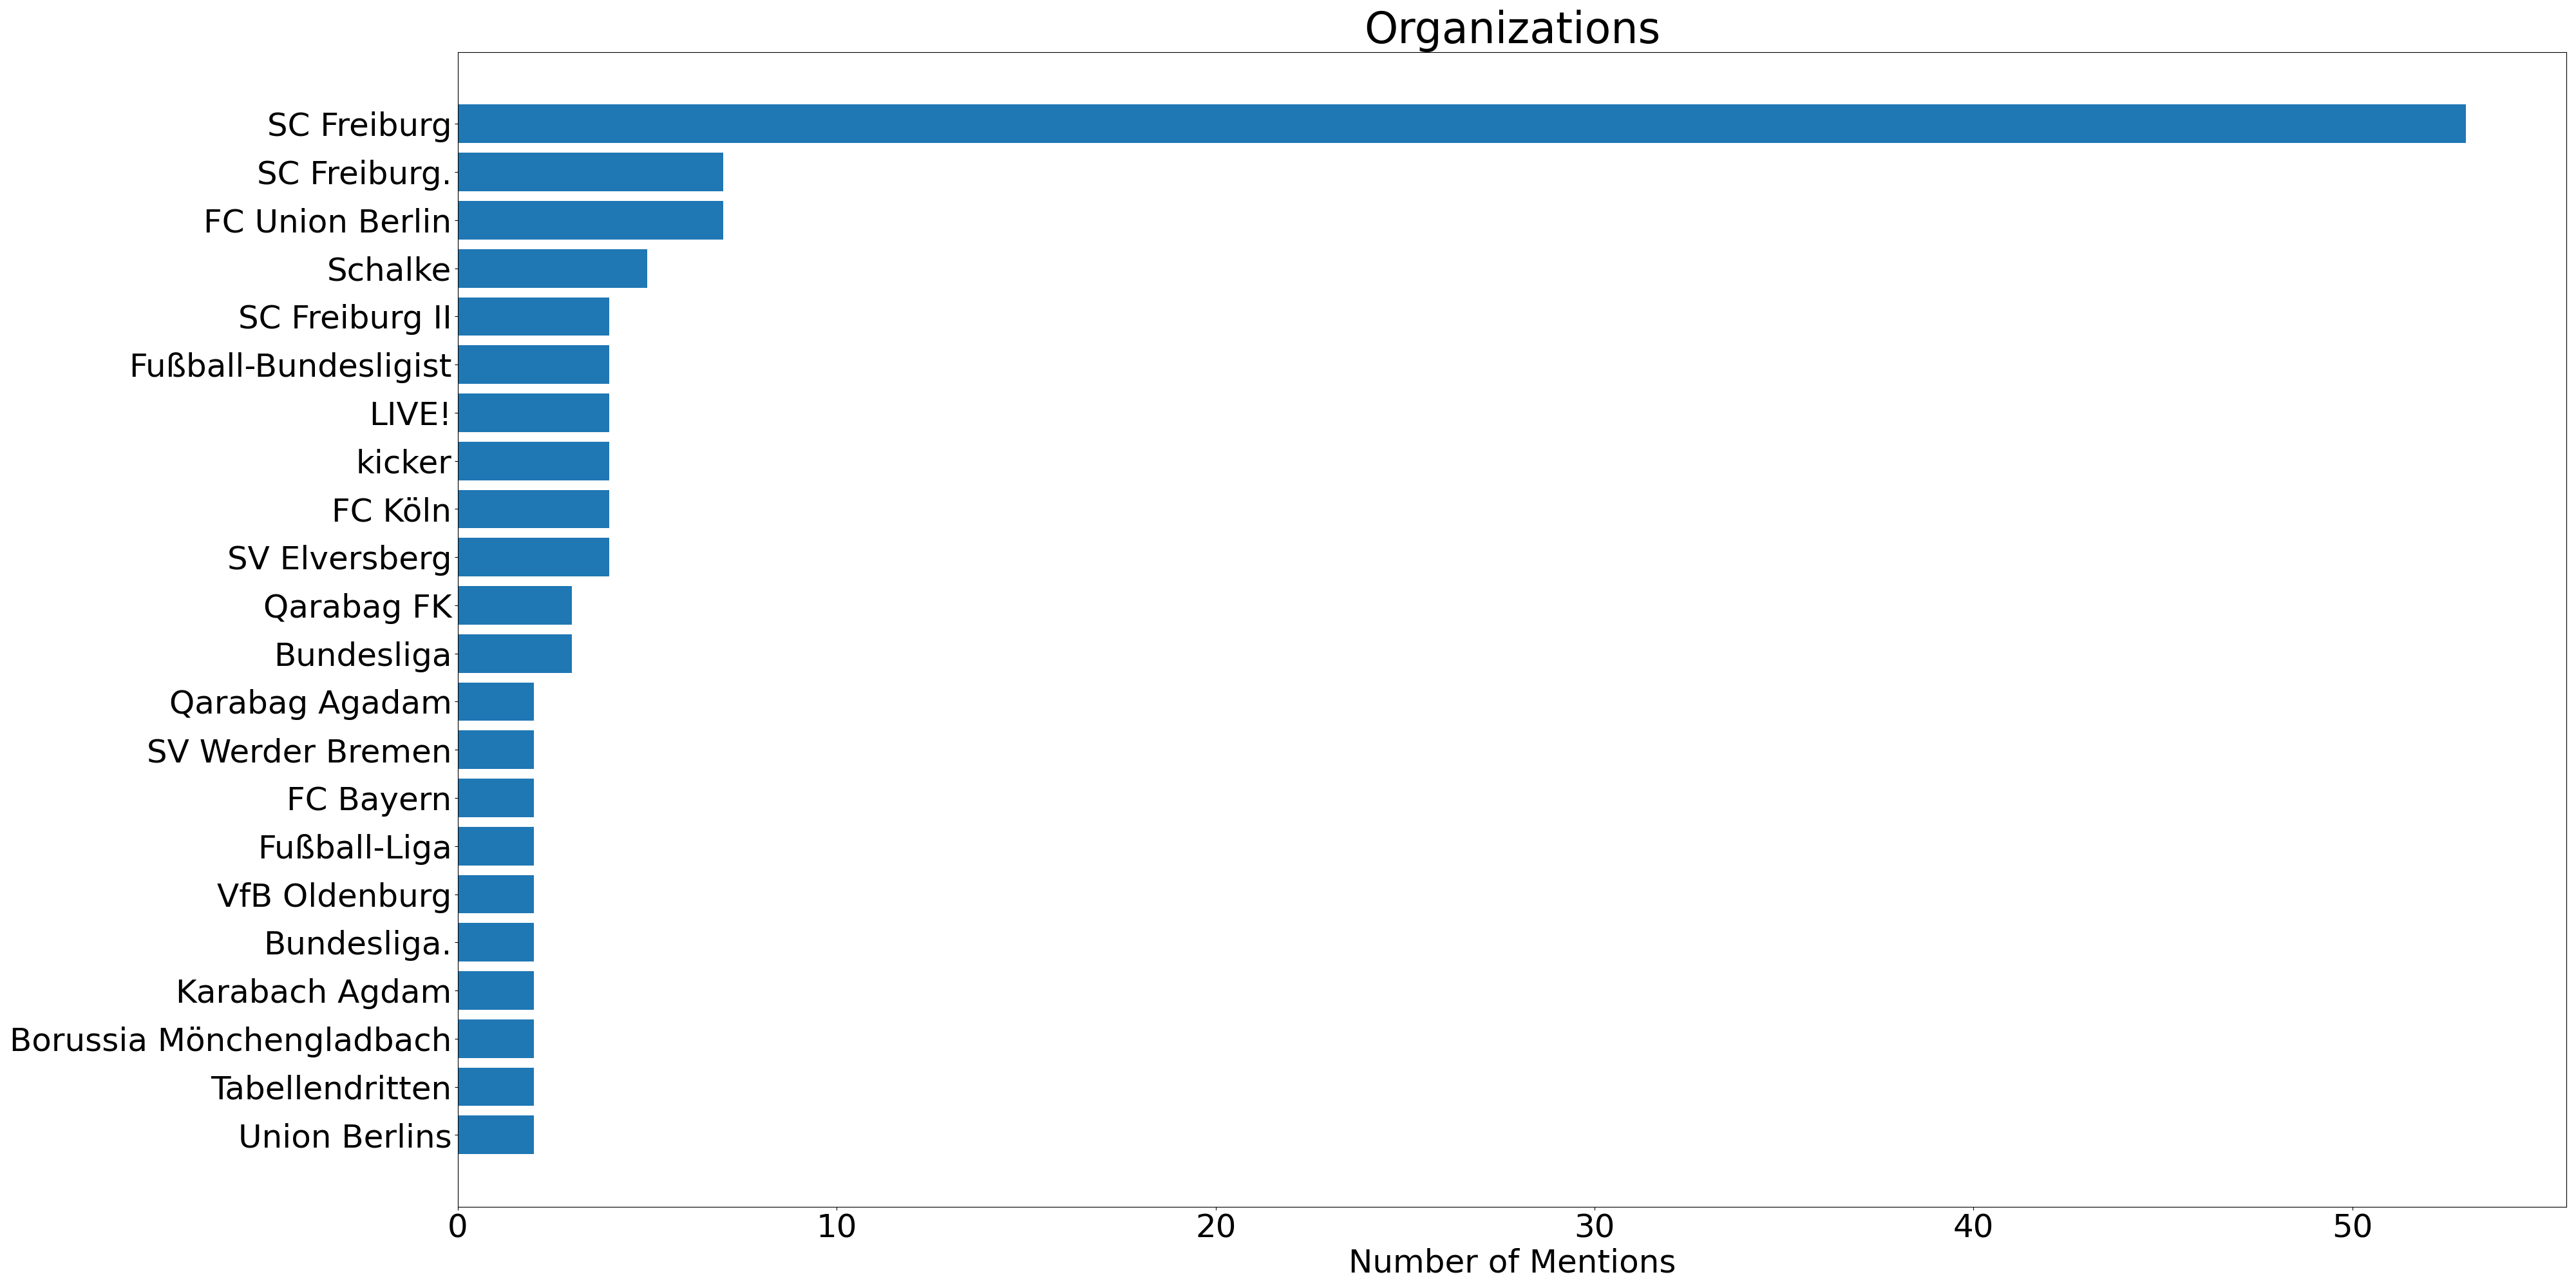 Organizations
SC Freiburg
SC Freiburg.
FC Union Berlin
Schalke
SC Freiburg II
Fußball-Bundesligist
LIVE!
kicker
FC Köln
SV Elversberg
Qarabag FK
Bundesliga
Qarabag Agadam
SV Werder Bremen
FC Bayern
Fußball-Liga
VfB Oldenburg
Bundesliga.
Karabach Agdam
Borussia Mönchengladbach
Tabellendritten
Union Berlins
0 10 20 30 40 50
Number of Mentions